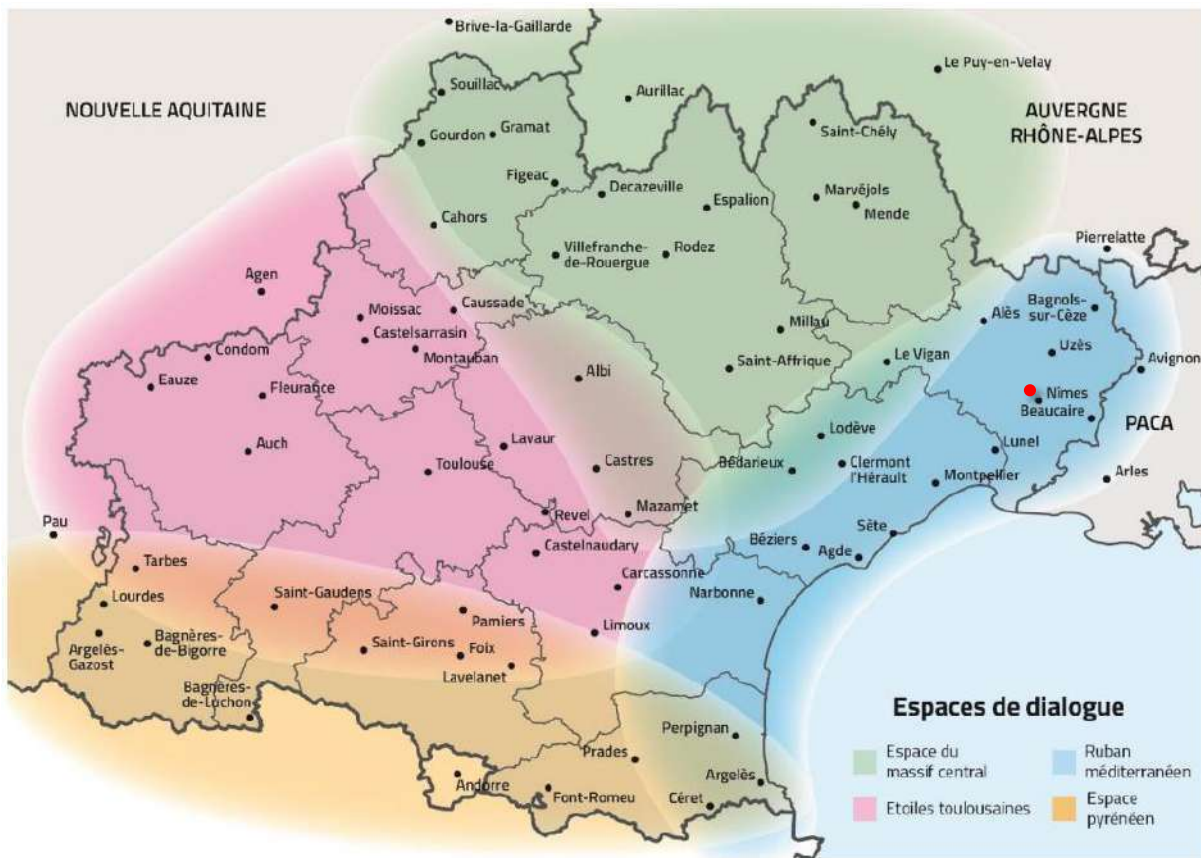 Brive-la-Gaillarde
Le Puy-en-Velay
Souillac
Aurillac
NOUVELLE AQUITAINE
AUVERGNE
RHÔNE-ALPES
Saint-Chély
Gramat
Gourdon
Figeac
Decazeville
Espalion
Marvéjols
Mende
Cahors
Villefranche-
de-Rouergue
Rodez
Pierrelatte
Agen
Caussade
Moissac
Castelsarrasin
Montauban
Millau
Alès
Bagnols-
sur-Cèze
Condom
Albi
Saint-Affrique
Le Vigan
Uzès
Avignon
Eauze
Fleurance
Nîmes
Beaucaire
PACA
Auch
Lavaur
Toulouse
Castres
Lodève
Bédarieux
Clermont
l'Hérault
Lunel
Montpellier
Arles
Revel
Mazamet
Pau
Sète
Béziers
Agde
Castelnaudary
Tarbes
Carcassonne
Narbonne
Lourdes
Saint-Gaudens
Pamiers
Limoux
Argelès-
Gazost
Bagnères-
de-Bigorre
Saint-Girons
Foix
Lavelanet
Bagnères-
de-Luchon
Perpignan
Prades
Andorre
Font-Romeu
Argelès
Céret
Espaces de dialogue
Espace du
massif central
Ruban
méditerranéen
Etoiles toulousaines
Espace
pyrénéen